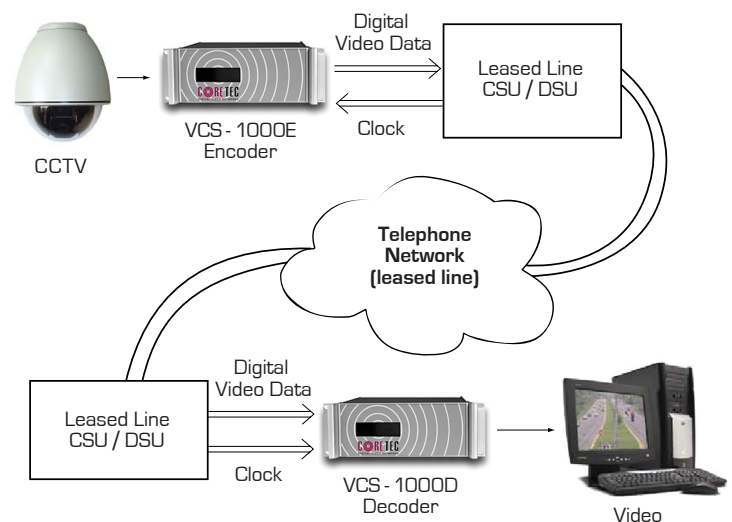 Digital
Video Data
Leased Line
CSU / DSU
CORETEC
Clock
VCS - 1000E
Encoder
CCTV
Telephone
Network
(leased line)
Digital
Video Data
Leased Line
CSU / DSU
CORETEC
Clock
VCS - 1000D
Decoder
Video